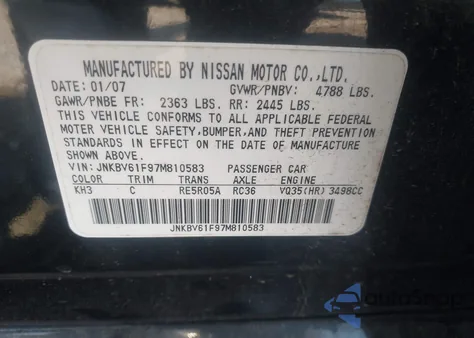 MANUFACTURED BY NISSAN MOTOR CO.,LTD.
DATE: 01/07 GVWR/PNBV: 4788 LBS.
GAWR/PNBE FR: 2363 LBS. RR: 2445 LBS.
THIS VEHICLE CONFORMS TO ALL APPLICABLE FEDERAL
MOTOR VEHICLE SAFETY,BUMPER,AND THEFT PREVENTION
STANDARDS IN EFFECT ON THE DATE OF MANUFACTURE
SHOWN ABOVE.
VIN: JNKBV61F97M810583 PASSENGER CAR
COLOR TRIM TRANS AXLE ENGINE
KH3 C RE5R05A RC36 VQ35(HR) 3498CC
JNKBV61F97M810583
autosnap